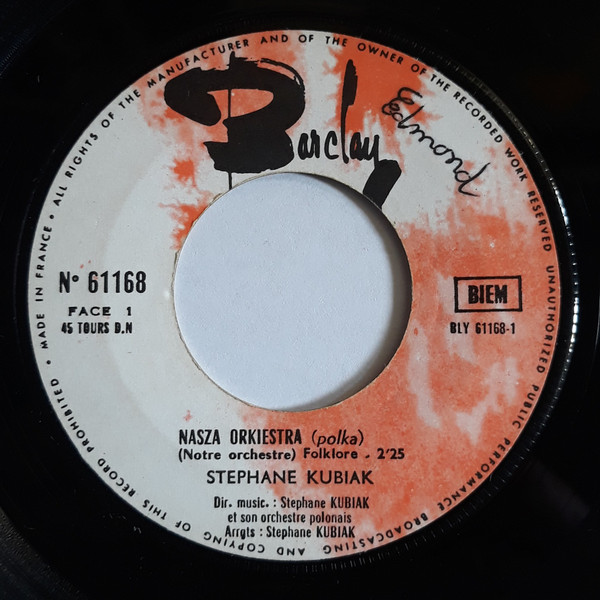 ALL RIGHTS OF THE MANUFACTURER AND OF THE OWNER OF THE RECORDED WORK RESERVED UNAUTHORIZED PUBLIC PERFORMANCE BROADCASTING AND COPYING OF THIS RECORD PROHIBITED • MADE IN FRANCE •
Barclay
Edmond
N° 61168
FACE 1
45 TOURS D.N
BIEM
BLY 61168-1
NASZA ORKIESTRA (polka)
(Notre orchestre) Folklore - 2'25
STEPHANE KUBIAK
Dir. music. : Stephane KUBIAK
et son orchestre polonais
Arrgts : Stephane KUBIAK